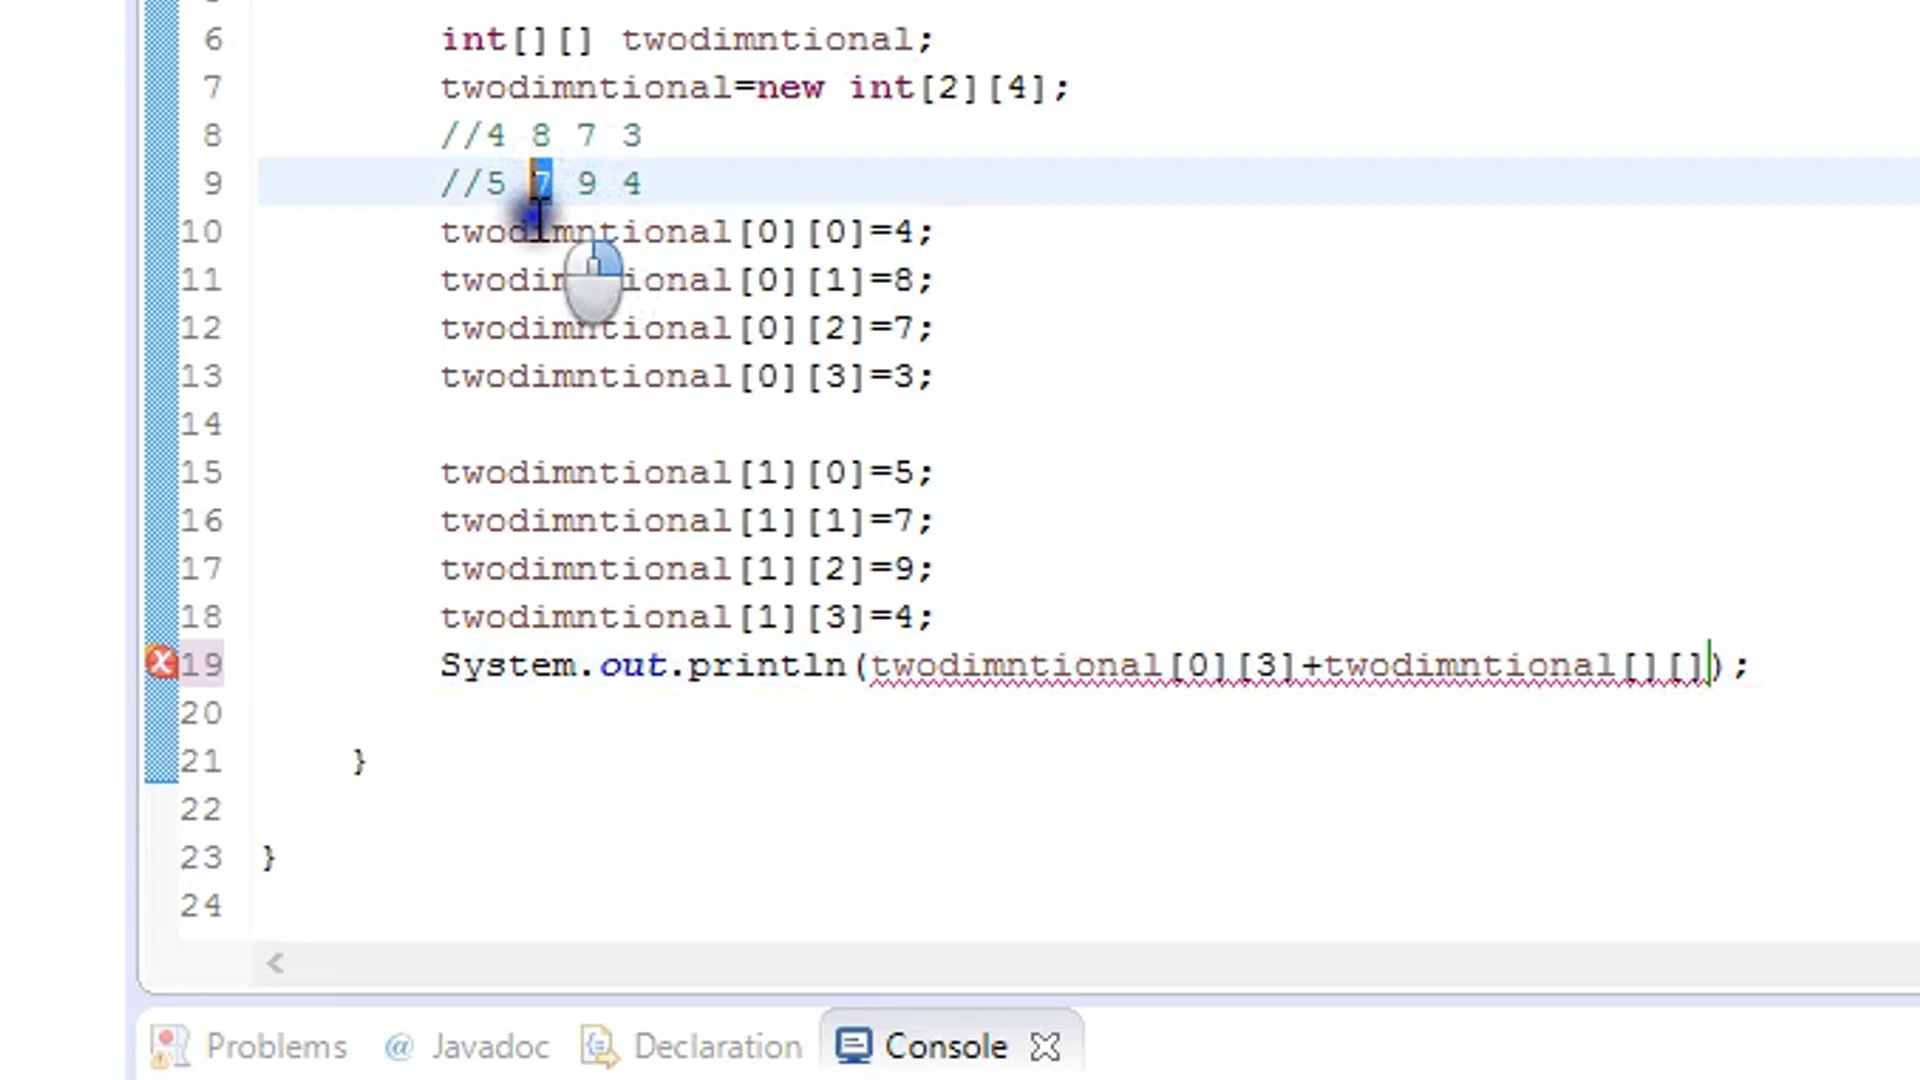 6 int[][] twodimntional;
7 twodimntional=new int[2][4];
8 //4 8 7 3
9 //5 7 9 4
10 twodimntional[0][0]=4;
11 twodimntional[0][1]=8;
12 twodimntional[0][2]=7;
13 twodimntional[0][3]=3;
14
15 twodimntional[1][0]=5;
16 twodimntional[1][1]=7;
17 twodimntional[1][2]=9;
18 twodimntional[1][3]=4;
19 System.out.println(twodimntional[0][3]+twodimntional[][]);
20
21 }
22
23 }
24
Problems @ Javadoc Declaration Console